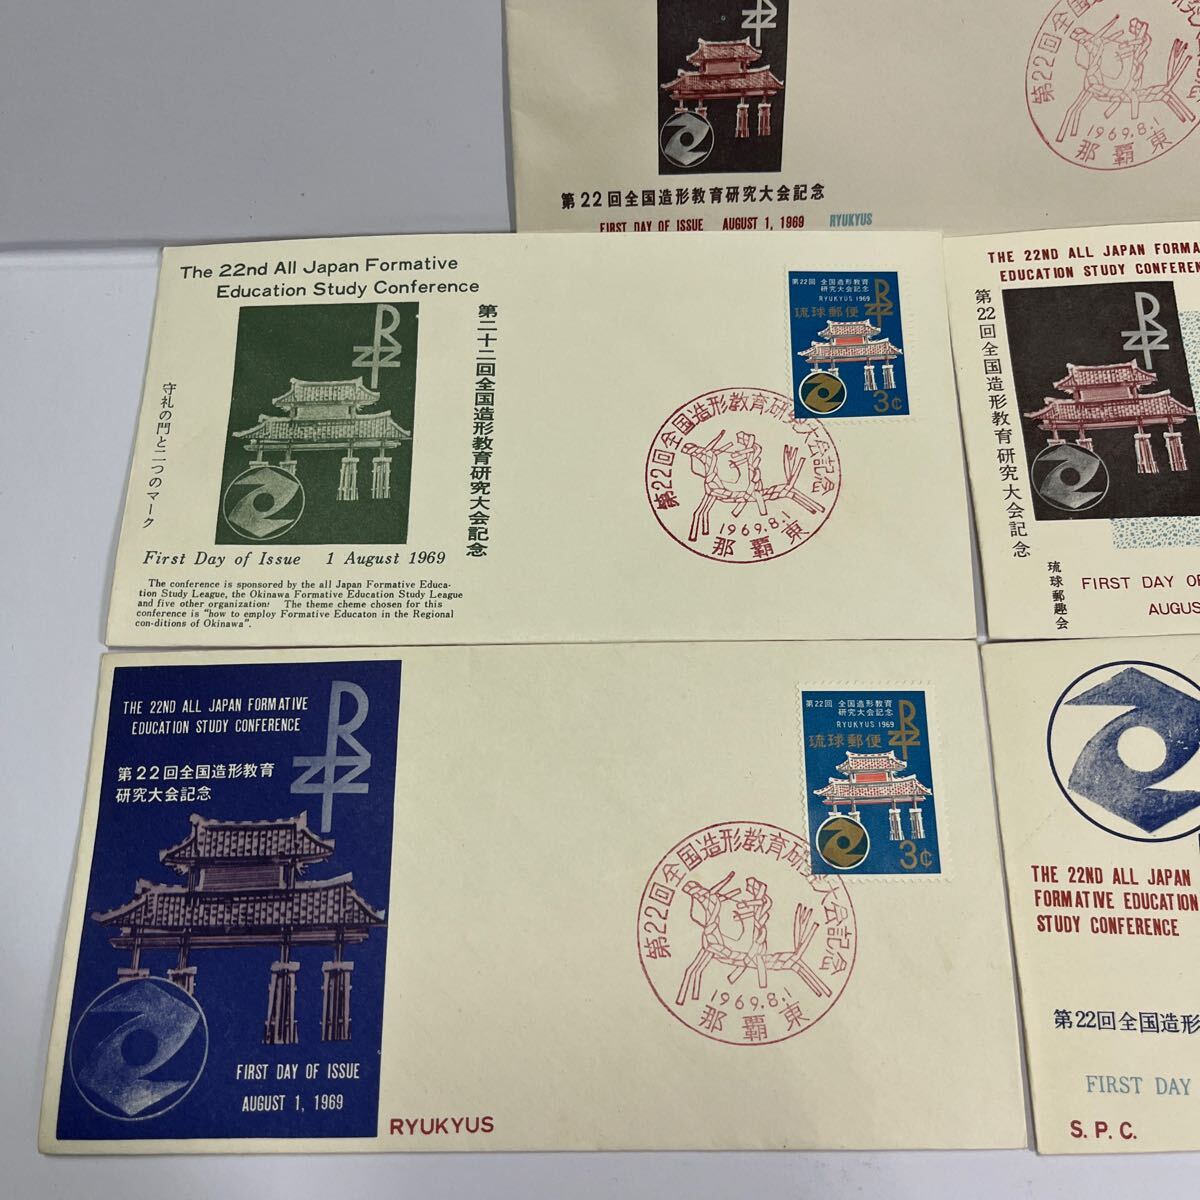 第22回全国造形教育研究
1969.8.1
那覇東
第22回全国造形教育研究大会記念
FIRST DAY OF ISSUE AUGUST 1, 1969 RYUKYUS
The 22nd All Japan Formative
Education Study Conference
第二十二回全国造形教育研究大会記念
守礼の門と二つのマーク
First Day of Issue 1 August 1969
The conference is sponsored by the all Japan Formative Educa-
tion Study League, the Okinawa Formative Education Study League
and five other organization: The theme cheme chosen for this
conference is "how to employ Formative Educaton in the Regional
con-ditions of Okinawa".
第22回 全国造形教育
研究大会記念
RYUKYUS 1969
琉球郵便
3¢
第22回全国造形教育研究大会記念
1969.8.1
那覇東
THE 22ND ALL JAPAN FORMA
EDUCATION STUDY CONFEREN
第22回全国造形教育研究大会記念
琉球郵趣会
FIRST DAY OF
AUGUS
THE 22ND ALL JAPAN FORMATIVE
EDUCATION STUDY CONFERENCE
第22回全国造形教育
研究大会記念
FIRST DAY OF ISSUE
AUGUST 1, 1969
RYUKYUS
第22回 全国造形教育
研究大会記念
RYUKYUS 1969
琉球郵便
3¢
第22回全国造形教育研究大会記念
1969.8.1
那覇東
THE 22ND ALL JAPAN
FORMATIVE EDUCATION
STUDY CONFERENCE
第22回全国造形
FIRST DAY
S. P. C.